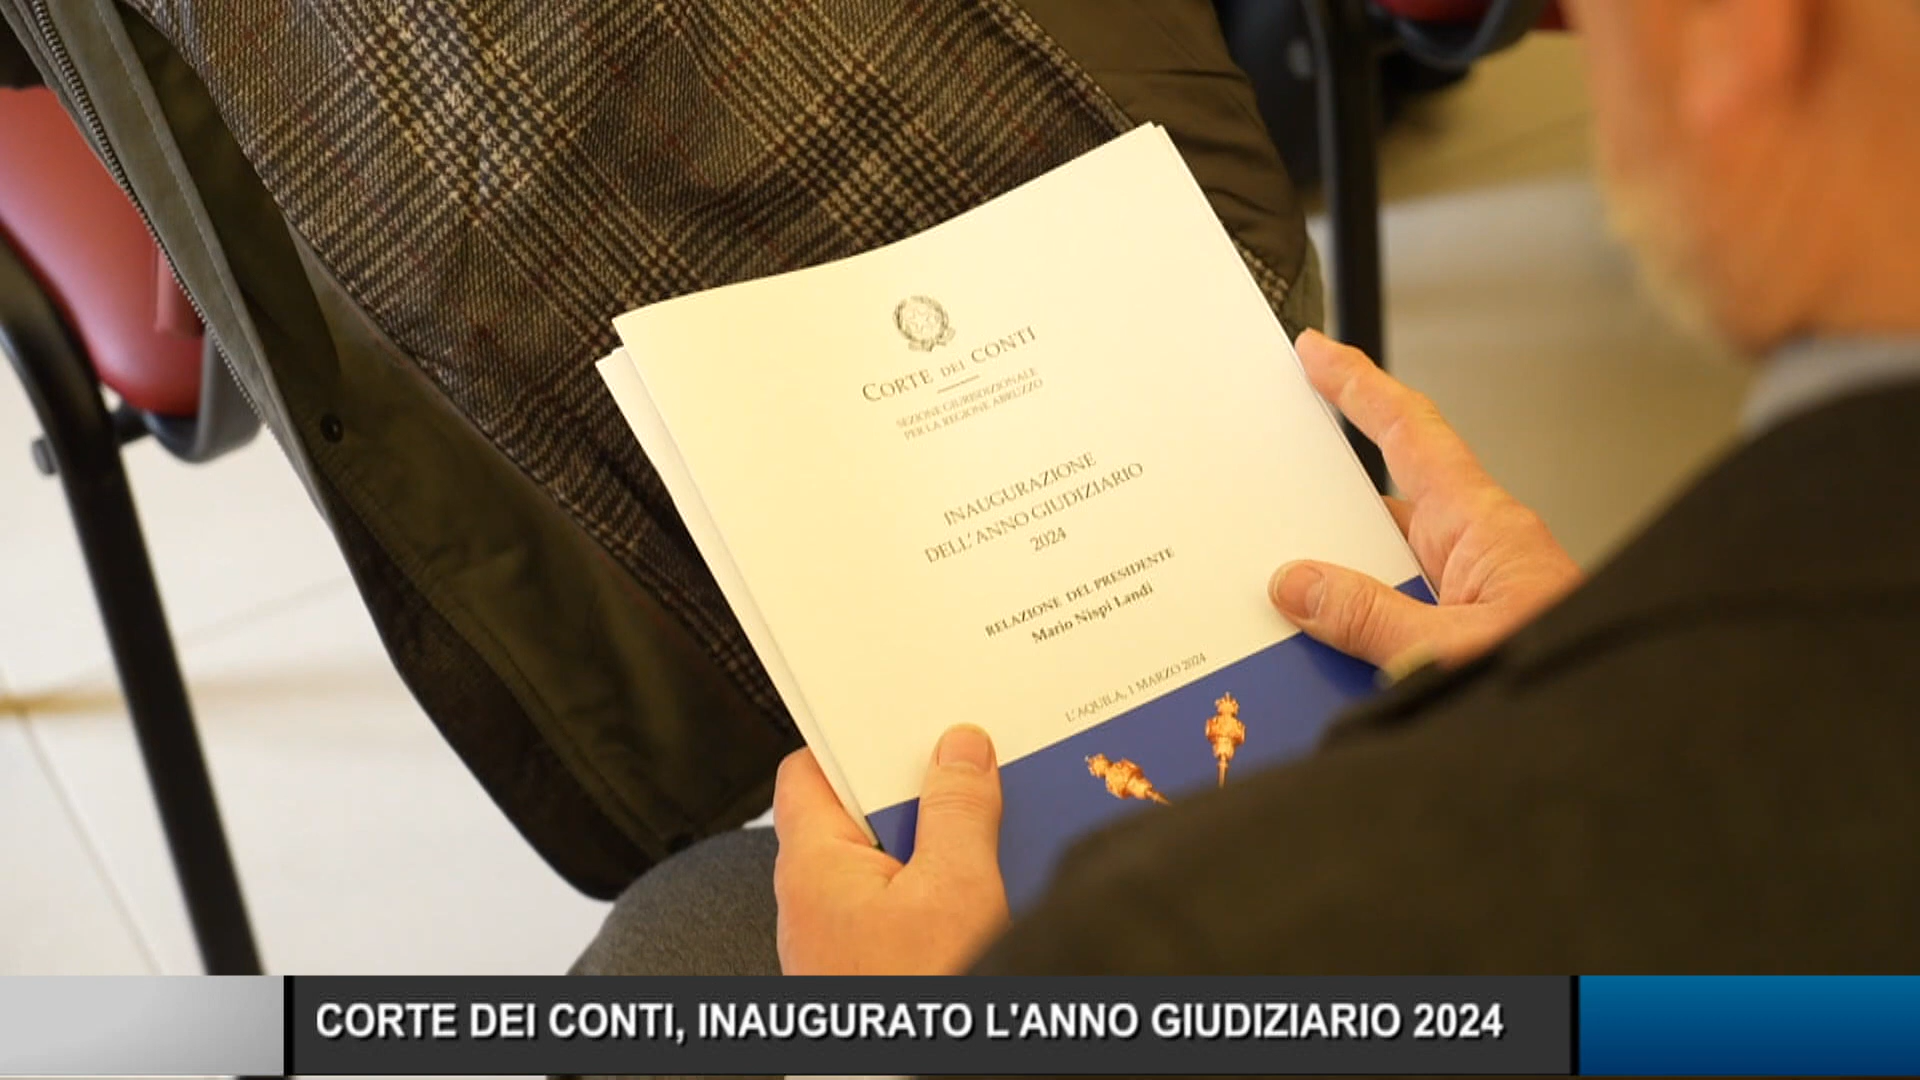 CORTE DEI CONTI
SEZIONE GIURISDIZIONALE
PER LA REGIONE ABRUZZO
INAUGURAZIONE
DELL'ANNO GIUDIZIARIO
2024
RELAZIONE DEL PRESIDENTE
Mario Nispi Landi
L'AQUILA, 1 MARZO 2024
CORTE DEI CONTI, INAUGURATO L'ANNO GIUDIZIARIO 2024